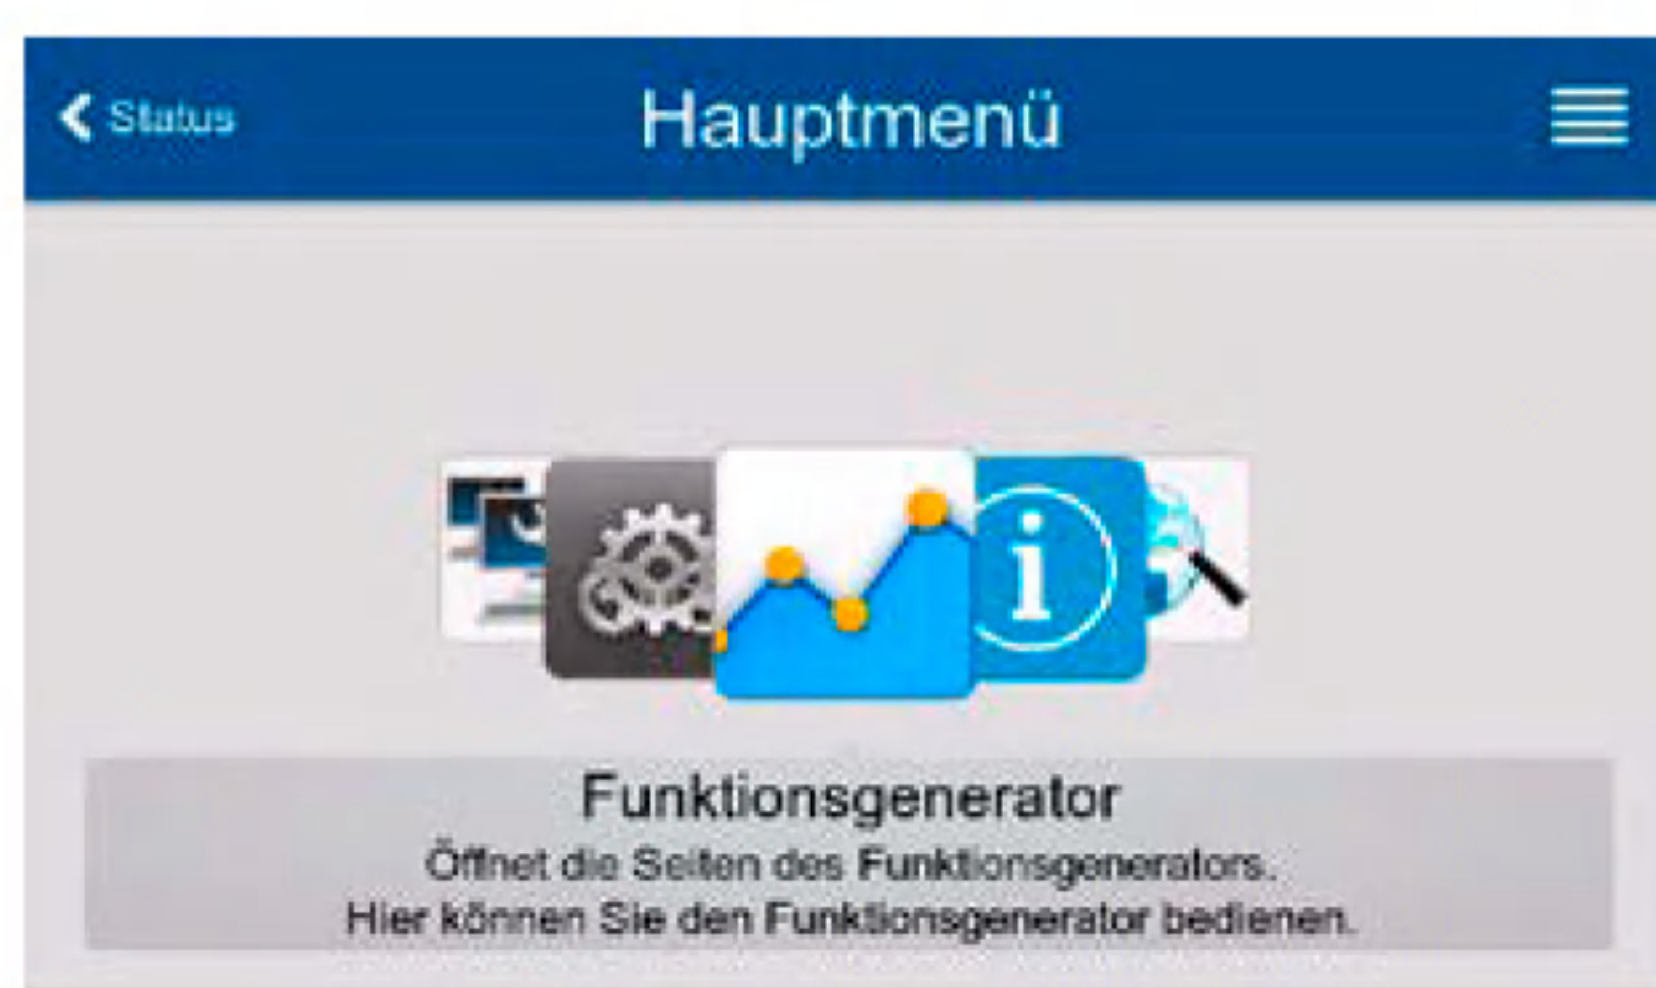 Status
Hauptmenü
Funktionsgenerator
Öffnet die Seiten des Funktionsgenerators.
Hier können Sie den Funktionsgenerator bedienen.